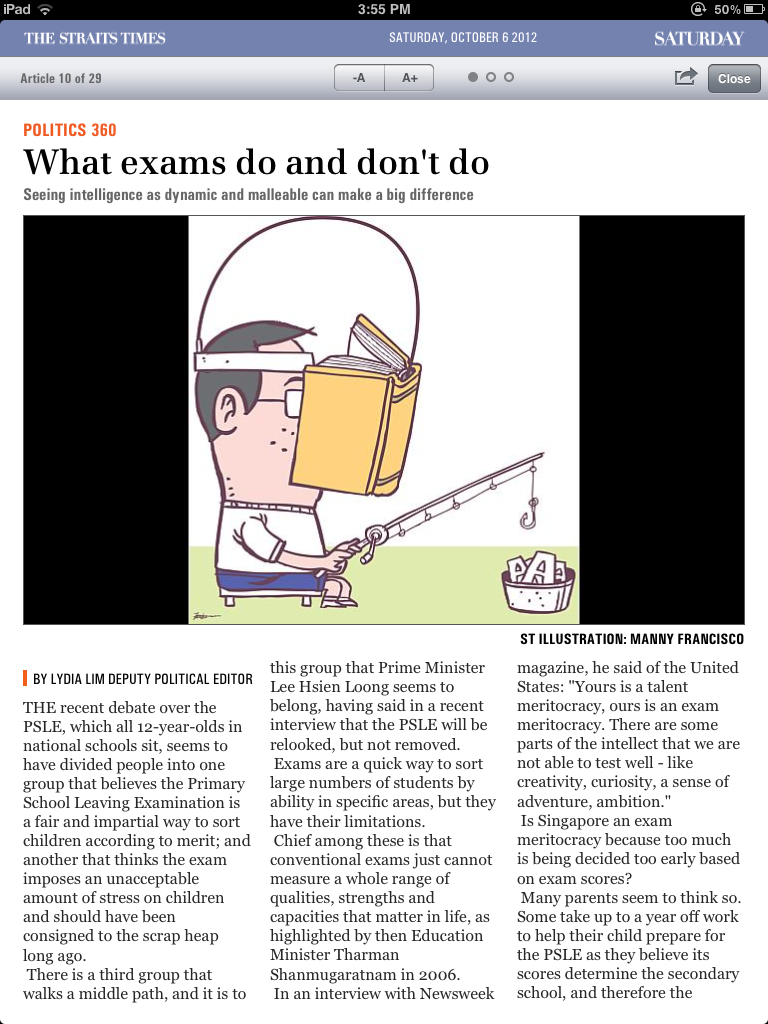 iPad 3:55 PM 50%
THE STRAITS TIMES SATURDAY, OCTOBER 6 2012 SATURDAY
Article 10 of 29 -A A+ Close
POLITICS 360
What exams do and don't do
Seeing intelligence as dynamic and malleable can make a big difference
AAA
ST ILLUSTRATION: MANNY FRANCISCO
BY LYDIA LIM DEPUTY POLITICAL EDITOR
THE recent debate over the
PSLE, which all 12-year-olds in
national schools sit, seems to
have divided people into one
group that believes the Primary
School Leaving Examination is
a fair and impartial way to sort
children according to merit; and
another that thinks the exam
imposes an unacceptable
amount of stress on children
and should have been
consigned to the scrap heap
long ago.
There is a third group that
walks a middle path, and it is to
this group that Prime Minister
Lee Hsien Loong seems to
belong, having said in a recent
interview that the PSLE will be
relooked, but not removed.
Exams are a quick way to sort
large numbers of students by
ability in specific areas, but they
have their limitations.
Chief among these is that
conventional exams just cannot
measure a whole range of
qualities, strengths and
capacities that matter in life, as
highlighted by then Education
Minister Tharman
Shanmugaratnam in 2006.
In an interview with Newsweek
magazine, he said of the United
States: "Yours is a talent
meritocracy, ours is an exam
meritocracy. There are some
parts of the intellect that we are
not able to test well - like
creativity, curiosity, a sense of
adventure, ambition."
Is Singapore an exam
meritocracy because too much
is being decided too early based
on exam scores?
Many parents seem to think so.
Some take up to a year off work
to help their child prepare for
the PSLE as they believe its
scores determine the secondary
school, and therefore the